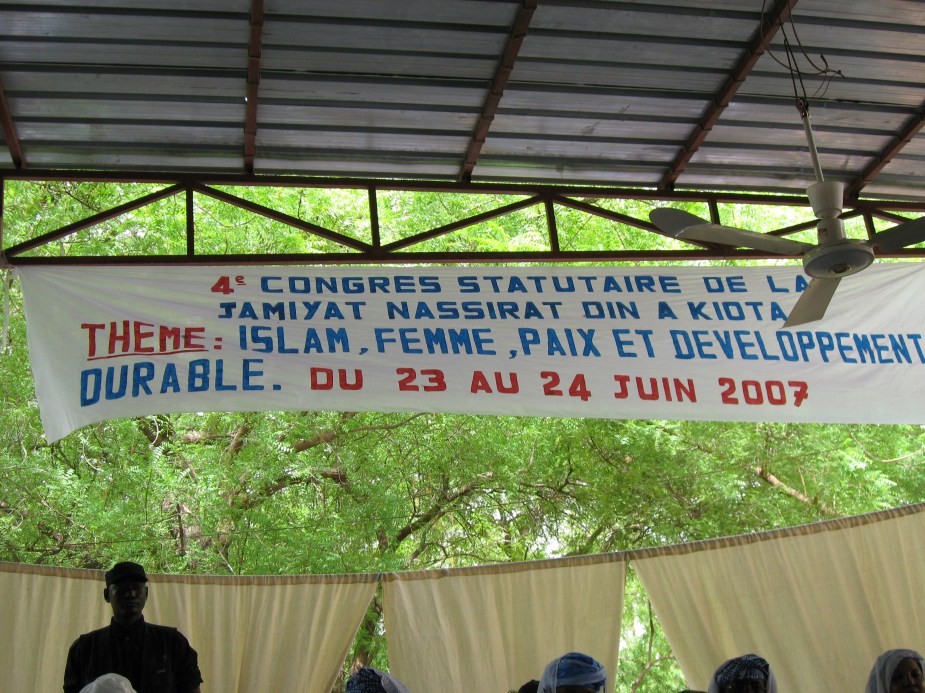 4e CONGRES STATUTAIRE DE LA
JAMIYAT NASSIRAT DIN A KIOTA
THEME: ISLAM, FEMME, PAIX ET DEVELOPPEMENT
DURABLE. DU 23 AU 24 JUIN 2007